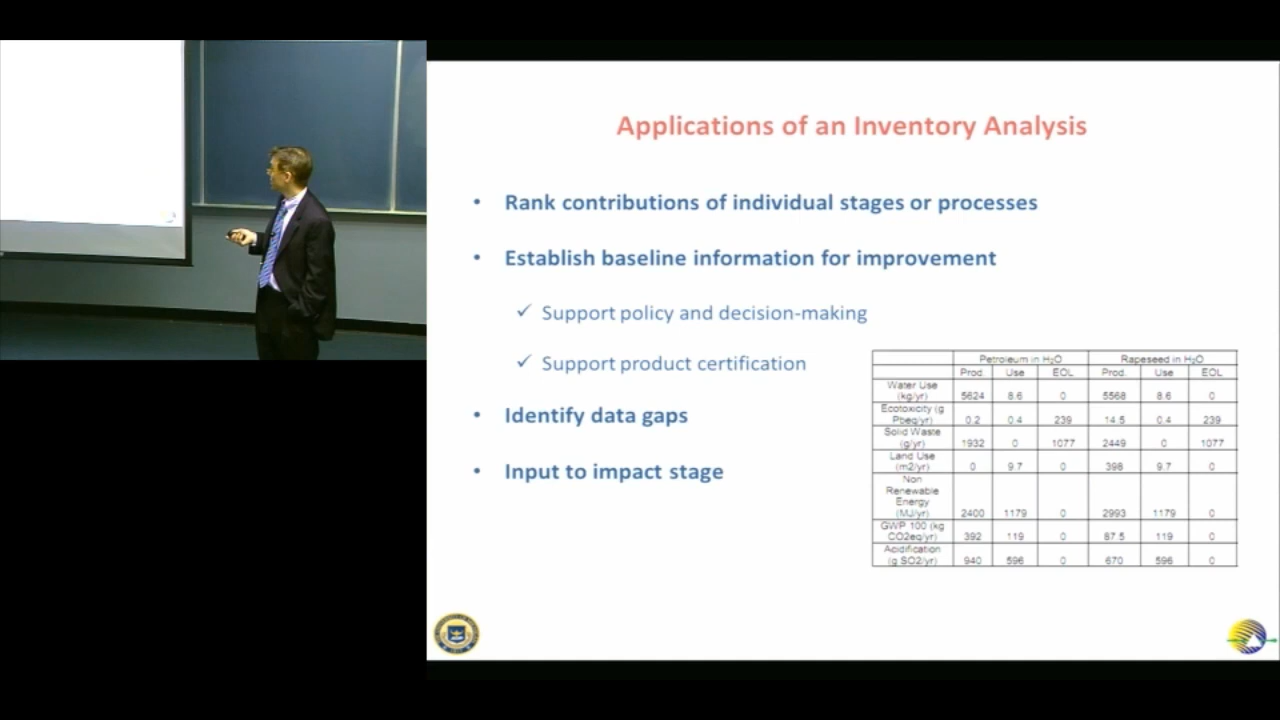 Applications of an Inventory Analysis
• Rank contributions of individual stages or processes
• Establish baseline information for improvement
✓ Support policy and decision-making
✓ Support product certification
• Identify data gaps
• Input to impact stage
Petroleum in H2O Rapeseed in H2O
Prod. Use EOL Prod. Use EOL
Water Use
(kg/yr) 5624 8.6 0 5568 8.6 0
Ecotoxicity (g
Pbeq/yr) 0.2 0.4 239 14.5 0.4 239
Solid Waste
(g/yr) 1932 0 1077 2449 0 1077
Land Use
(m2/yr) 0 9.7 0 398 9.7 0
Non
Renewable
Energy
(MJ/yr) 2400 1179 0 2993 1179 0
GWP 100 (kg
CO2eq/yr) 392 119 0 87.5 119 0
Acidification
(g SO2/yr) 940 596 0 670 596 0